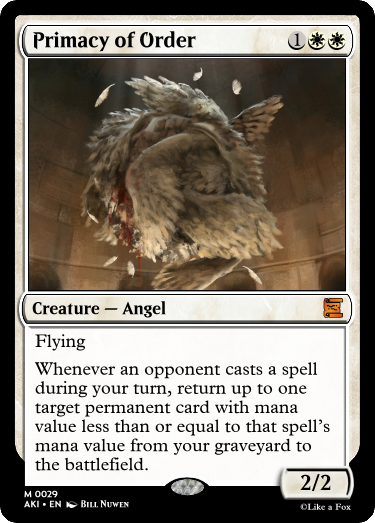 Primacy of Order 1
Creature — Angel
Flying
Whenever an opponent casts a spell
during your turn, return up to one
target permanent card with mana
value less than or equal to that spell's
mana value from your graveyard to
the battlefield.
2/2
M 0029
AKI • EN Bill Nuwen
©Like a Fox